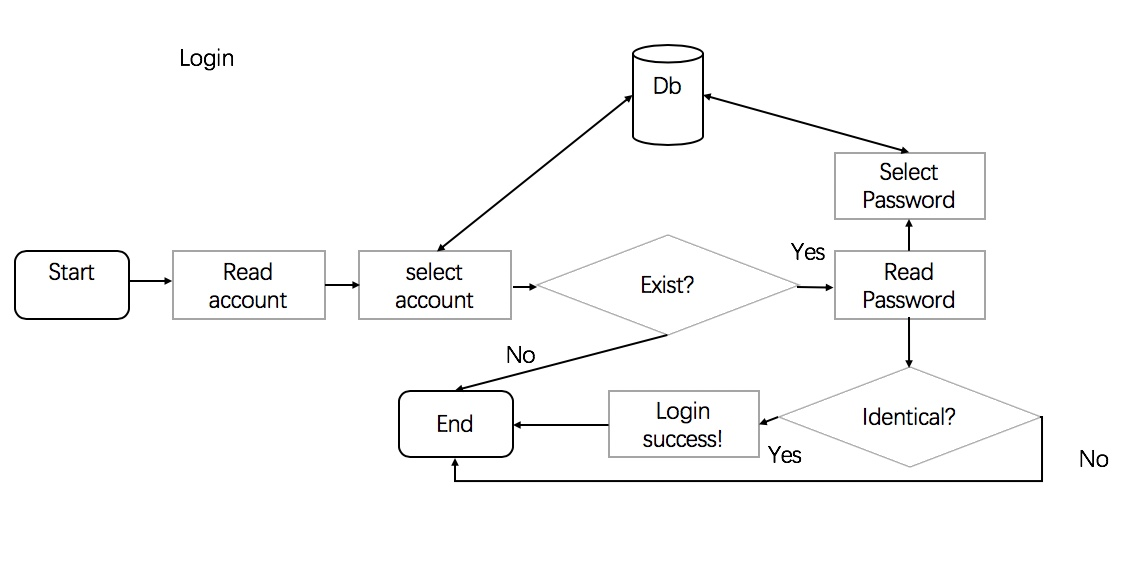 Login
Db
Select
Password
Yes
Start
Read
account
select
account
Exist?
Read
Password
No
End
Login
success!
Identical?
Yes
No